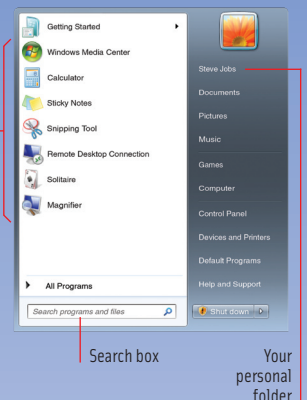 Getting Started
Windows Media Center
Calculator
Sticky Notes
Snipping Tool
Remote Desktop Connection
Solitaire
Magnifier
All Programs
Search programs and files
Steve Jobs
Documents
Pictures
Music
Games
Computer
Control Panel
Devices and Printers
Default Programs
Help and Support
Shut down
Search box
Your
personal
folder